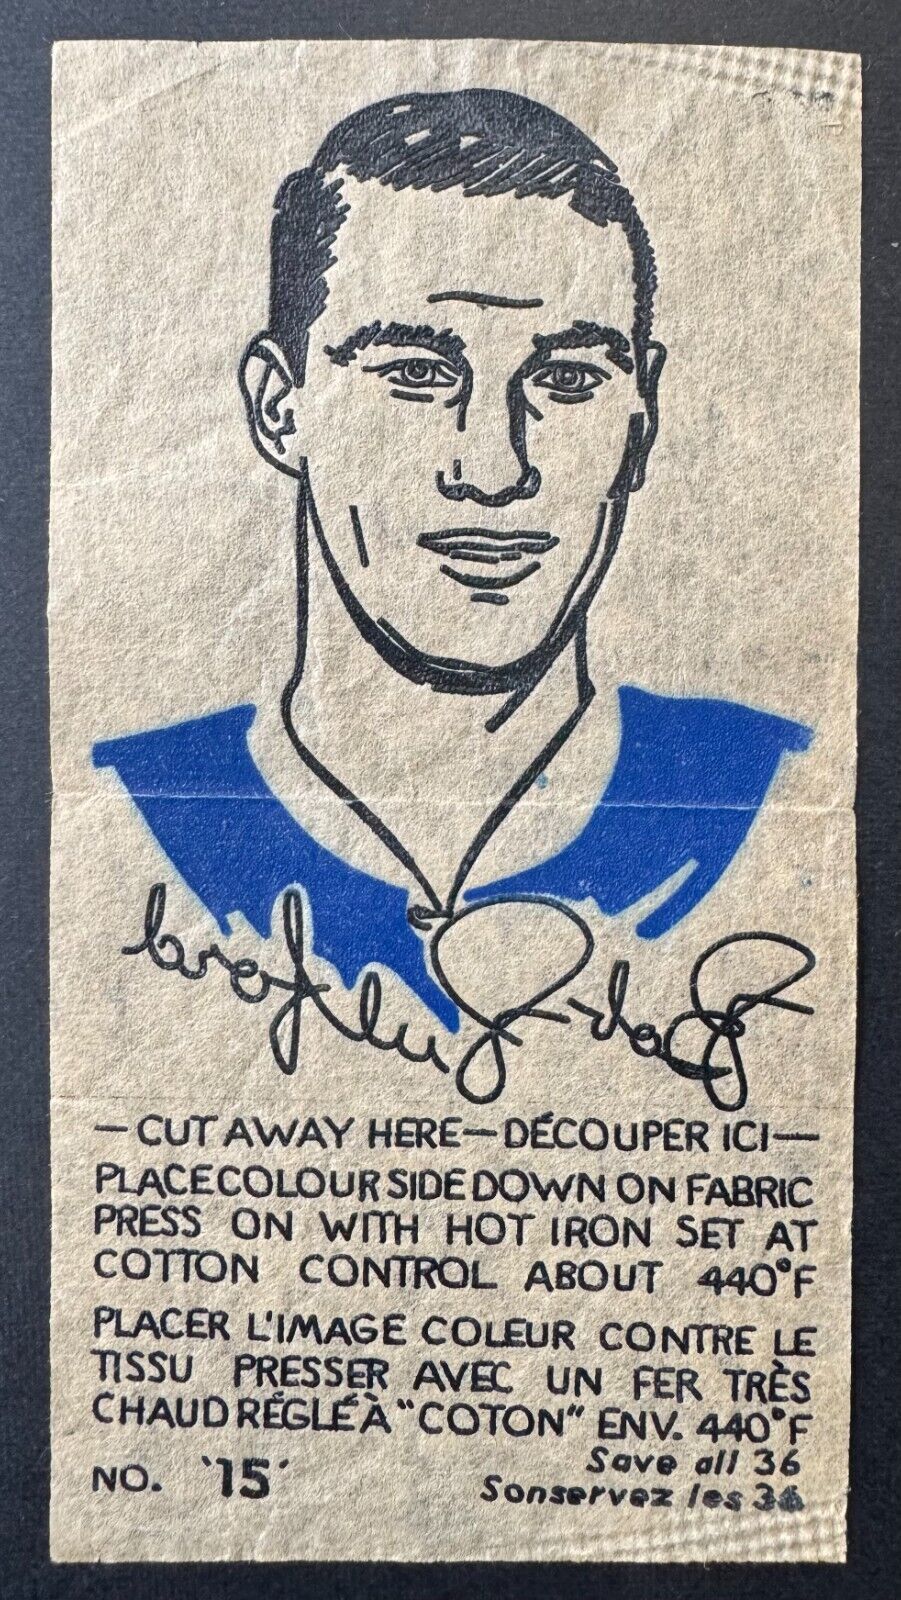 —CUT AWAY HERE—DÉCOUPER ICI—
PLACE COLOUR SIDE DOWN ON FABRIC
PRESS ON WITH HOT IRON SET AT
COTTON CONTROL ABOUT 440°F
PLACER L'IMAGE COLEUR CONTRE LE
TISSU PRESSER AVEC UN FER TRÈS
CHAUD RÉGLÉ À "COTON" ENV. 440°F
Save all 36
NO. '15'
Sonservez les 36